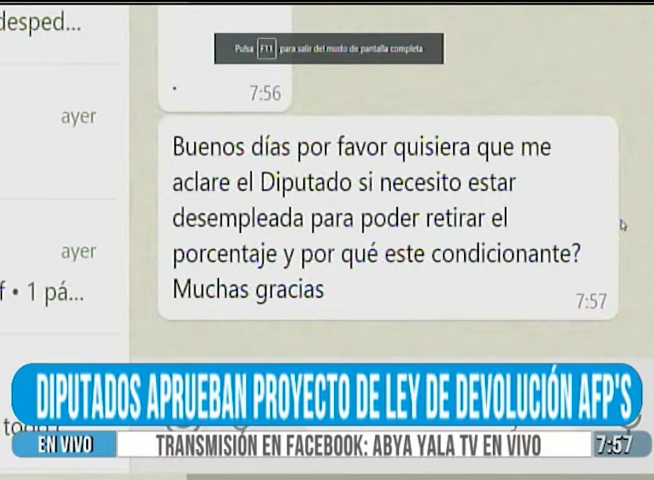 desped...
Pulsa F11 para salir del modo de pantalla completa
.
7:56
ayer
Buenos días por favor quisiera que me
aclare el Diputado si necesito estar
desempleada para poder retirar el
porcentaje y por qué este condicionante?
Muchas gracias
7:57
ayer
f • 1 pá...
DIPUTADOS APRUEBAN PROYECTO DE LEY DE DEVOLUCIÓN AFP'S
EN VIVO
TRANSMISIÓN EN FACEBOOK: ABYA YALA TV EN VIVO
7:57